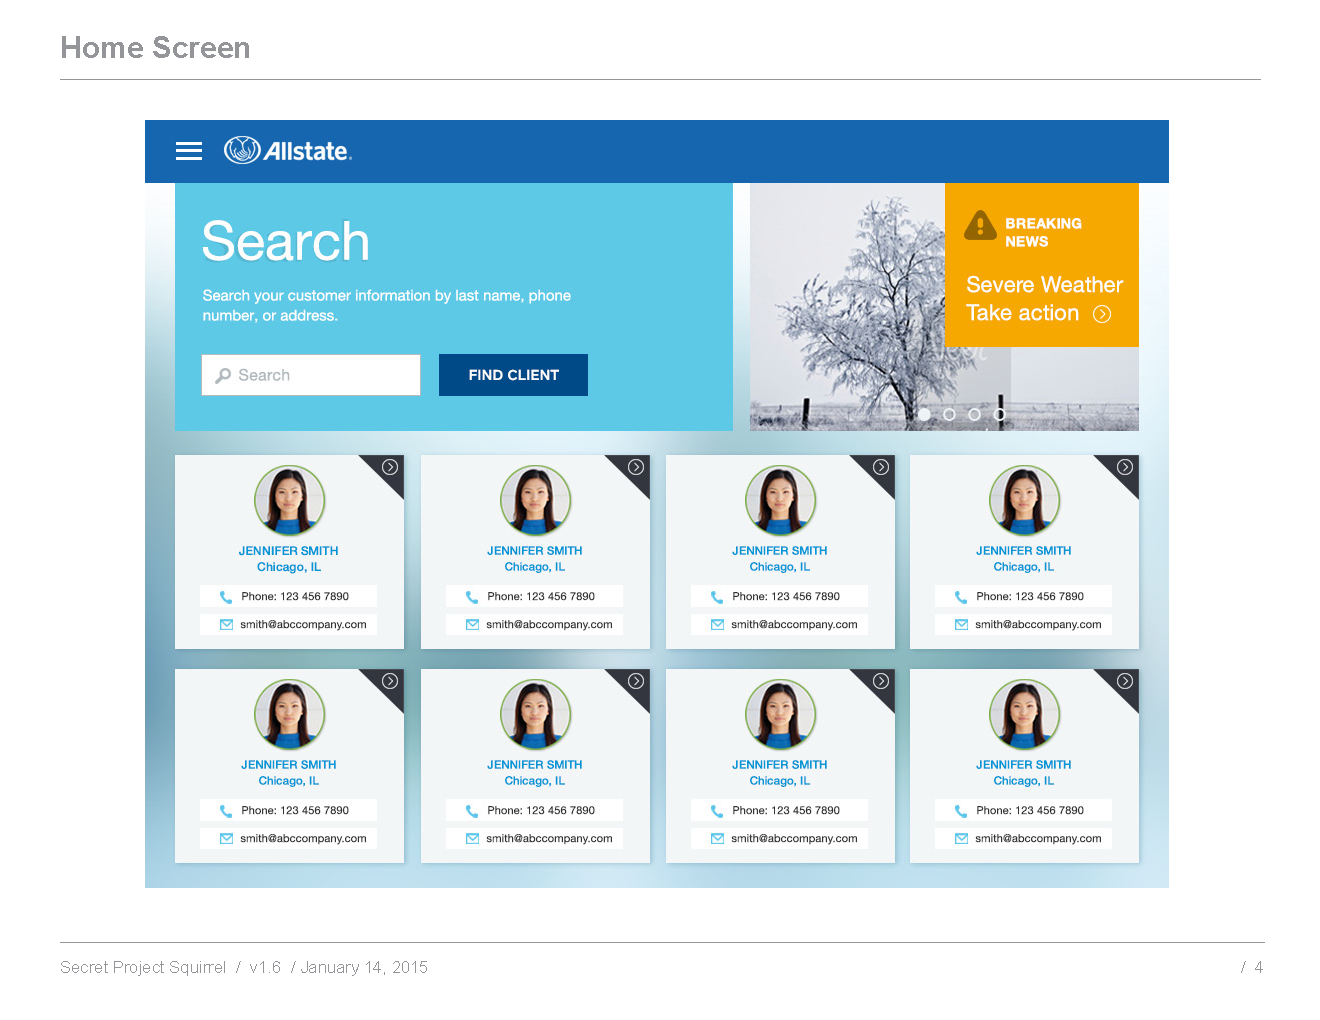 Home Screen
Allstate.
Search
BREAKING
NEWS
Severe Weather
Take action
Search your customer information by last name, phone
number, or address.
Search
FIND CLIENT
JENNIFER SMITH
Chicago, IL
Phone: 123 456 7890
smith@abccompany.com
JENNIFER SMITH
Chicago, IL
Phone: 123 456 7890
smith@abccompany.com
JENNIFER SMITH
Chicago, IL
Phone: 123 456 7890
smith@abccompany.com
JENNIFER SMITH
Chicago, IL
Phone: 123 456 7890
smith@abccompany.com
JENNIFER SMITH
Chicago, IL
Phone: 123 456 7890
smith@abccompany.com
JENNIFER SMITH
Chicago, IL
Phone: 123 456 7890
smith@abccompany.com
JENNIFER SMITH
Chicago, IL
Phone: 123 456 7890
smith@abccompany.com
JENNIFER SMITH
Chicago, IL
Phone: 123 456 7890
smith@abccompany.com
Secret Project Squirrel / v1.6 / January 14, 2015
/ 4